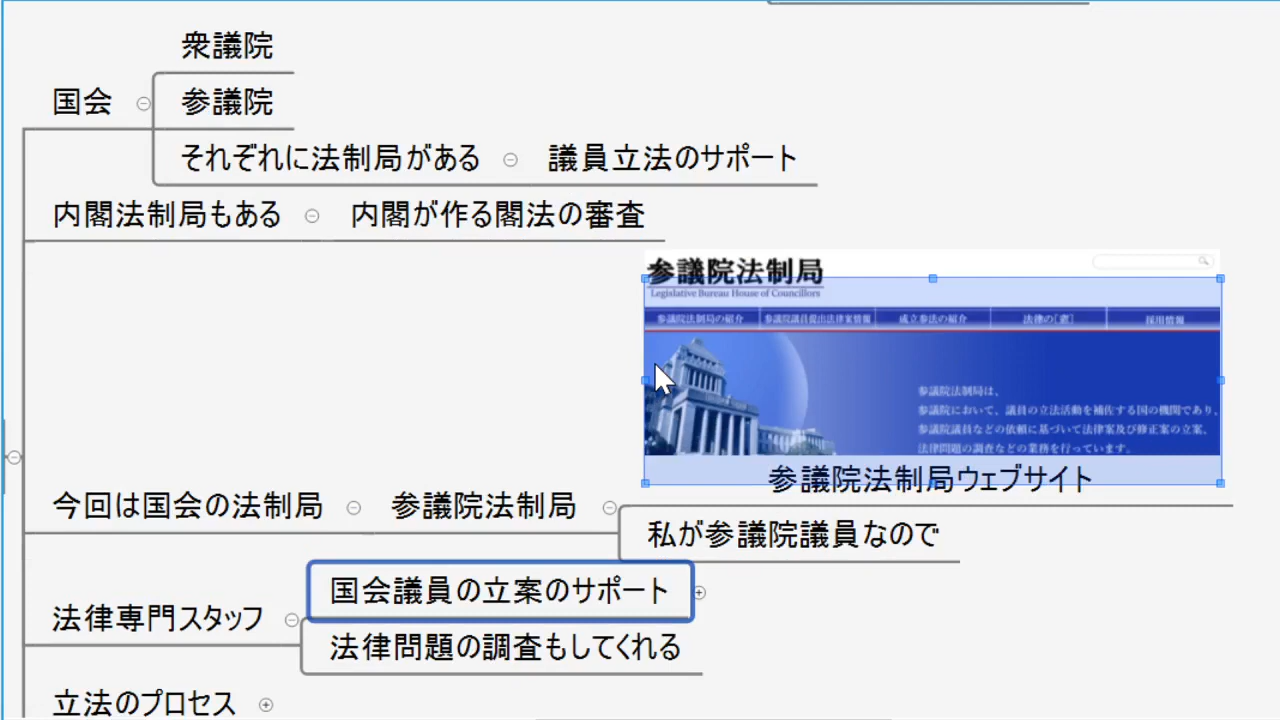 衆議院
国会
参議院
それぞれに法制局がある
議員立法のサポート
内閣法制局もある
内閣が作る閣法の審査
参議院法制局
Legislative Bureau House of Councillors
参議院法制局の紹介
参議院議員提出法律案情報
成立参法の紹介
法律の[窓]
採用情報
参議院法制局は、
参議院において、議員の立法活動を補佐する国の機関であり、
参議院議員などの依頼に基づいて法律案及び修正案の立案、
法律問題の調査などの業務を行っています。
参議院法制局ウェブサイト
今回は国会の法制局
参議院法制局
私が参議院議員なので
国会議員の立案のサポート
法律専門スタッフ
法律問題の調査もしてくれる
立法のプロセス